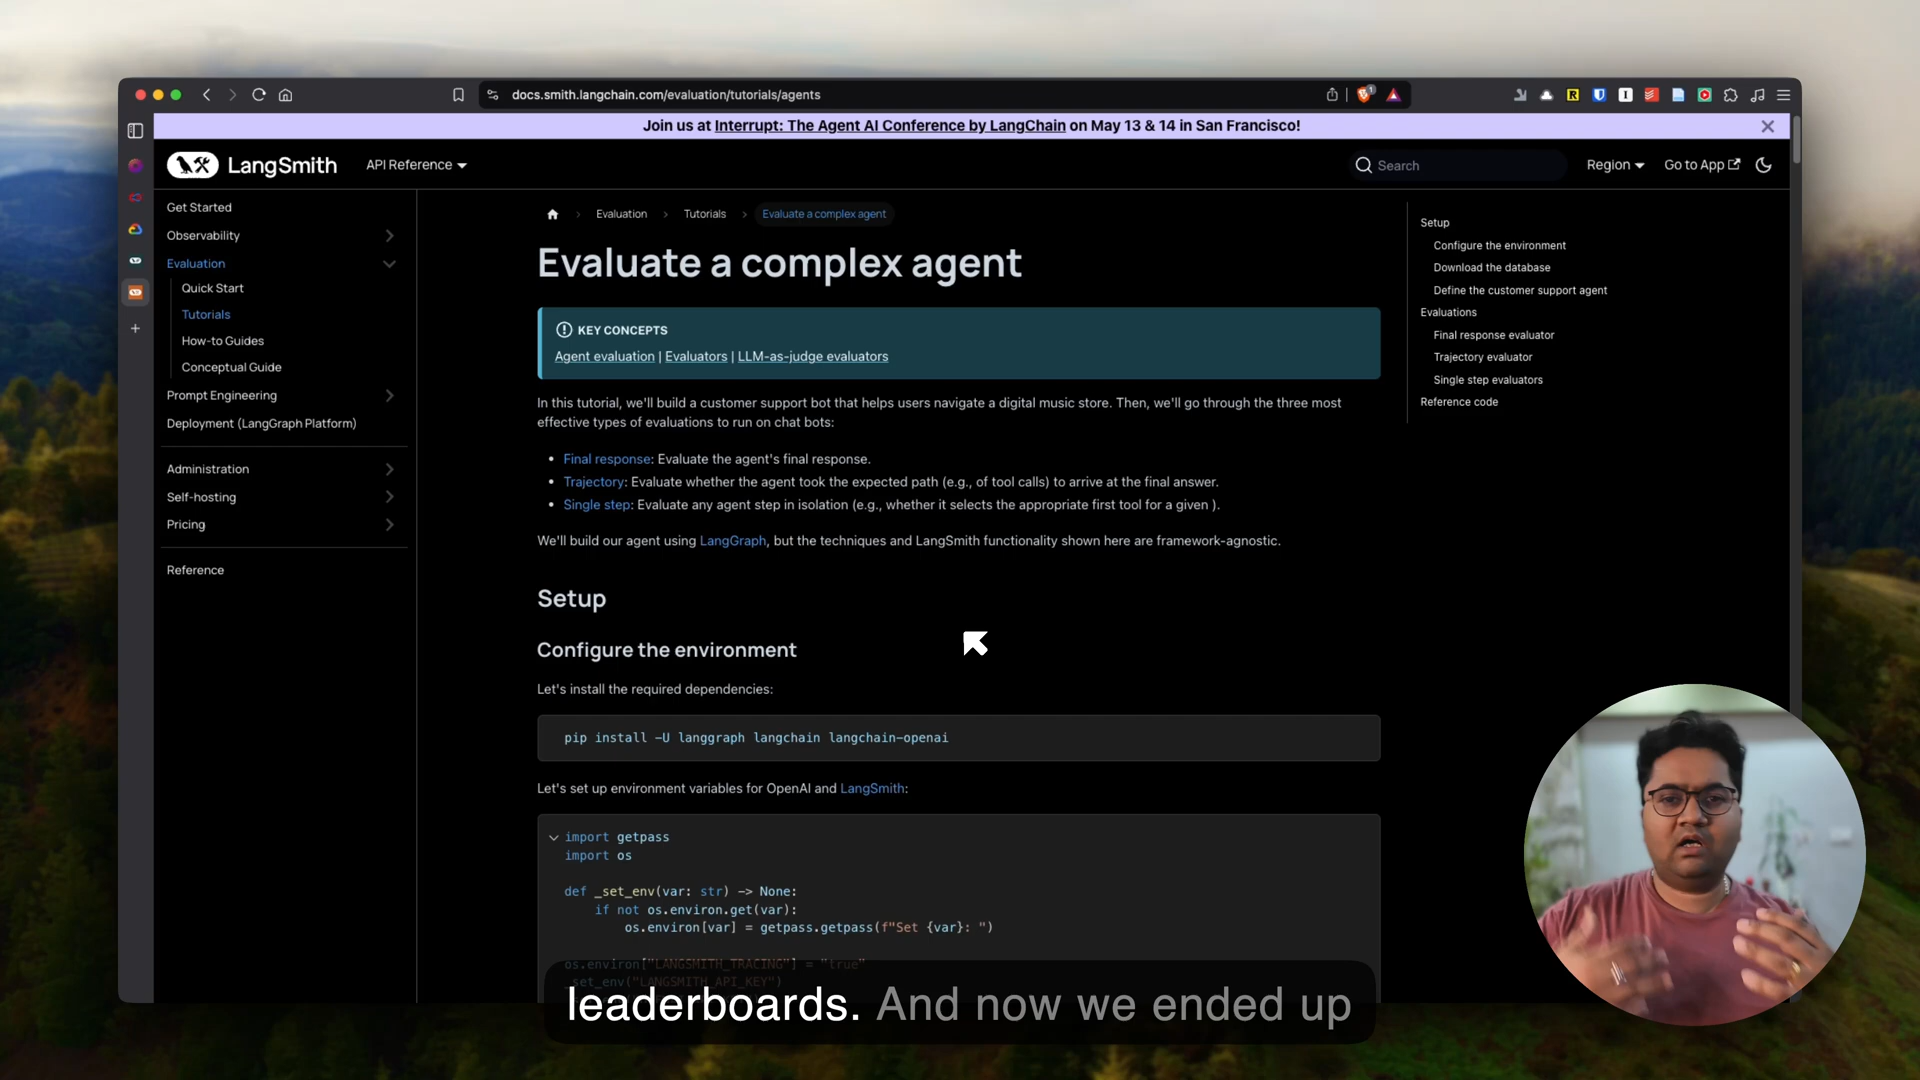 docs.smith.langchain.com/evaluation/tutorials/agents
Join us at Interrupt: The Agent AI Conference by LangChain on May 13 & 14 in San Francisco!
LangSmith
API Reference
Search
Region
Go to App
Get Started
Observability
Evaluation
Quick Start
Tutorials
How-to Guides
Conceptual Guide
Prompt Engineering
Deployment (LangGraph Platform)
Administration
Self-hosting
Pricing
Reference
Evaluation
Tutorials
Evaluate a complex agent
Evaluate a complex agent
KEY CONCEPTS
Agent evaluation | Evaluators | LLM-as-judge evaluators
In this tutorial, we'll build a customer support bot that helps users navigate a digital music store. Then, we'll go through the three most
effective types of evaluations to run on chat bots:
• Final response: Evaluate the agent's final response.
• Trajectory: Evaluate whether the agent took the expected path (e.g., of tool calls) to arrive at the final answer.
• Single step: Evaluate any agent step in isolation (e.g., whether it selects the appropriate first tool for a given ).
We'll build our agent using LangGraph, but the techniques and LangSmith functionality shown here are framework-agnostic.
Setup
Configure the environment
Let's install the required dependencies:
pip install -U langgraph langchain langchain-openai
Let's set up environment variables for OpenAI and LangSmith:
import getpass
import os
def _set_env(var: str) -> None:
if not os.environ.get(var):
os.environ[var] = getpass.getpass(f"Set {var}: ")
os.environ["LANGSMITH_TRACING"] = "true"
_set_env("LANGSMITH_API_KEY")
Setup
Configure the environment
Download the database
Define the customer support agent
Evaluations
Final response evaluator
Trajectory evaluator
Single step evaluators
Reference code
leaderboards. And now we ended up